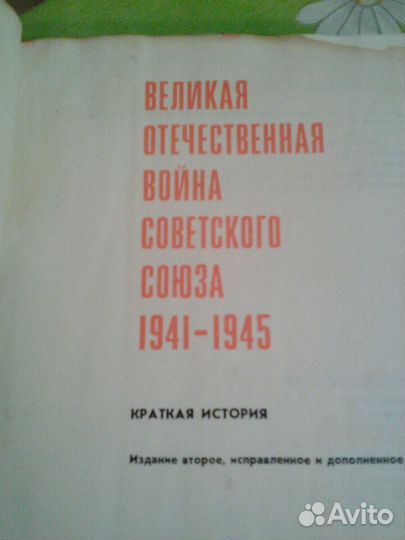 ВЕЛИКАЯ
ОТЕЧЕСТВЕННАЯ
ВОЙНА
СОВЕТСКОГО
СОЮЗА
1941-1945
КРАТКАЯ ИСТОРИЯ
Издание второе, исправленное и дополненное
Avito